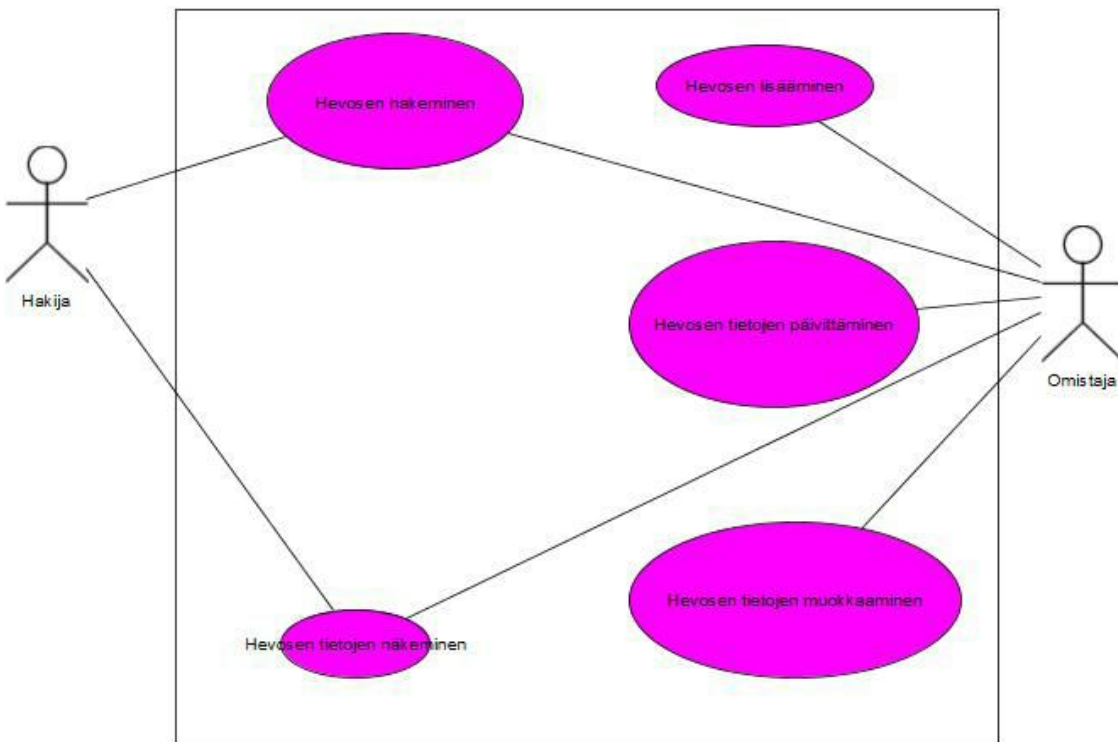 Hevosen näkeminen
Hevosen lisääminen
Hakija
Hevosen tietojen päivittäminen
Omistaja
Hevosen tietojen muokkaaminen
Hevosen tietojen näkeminen